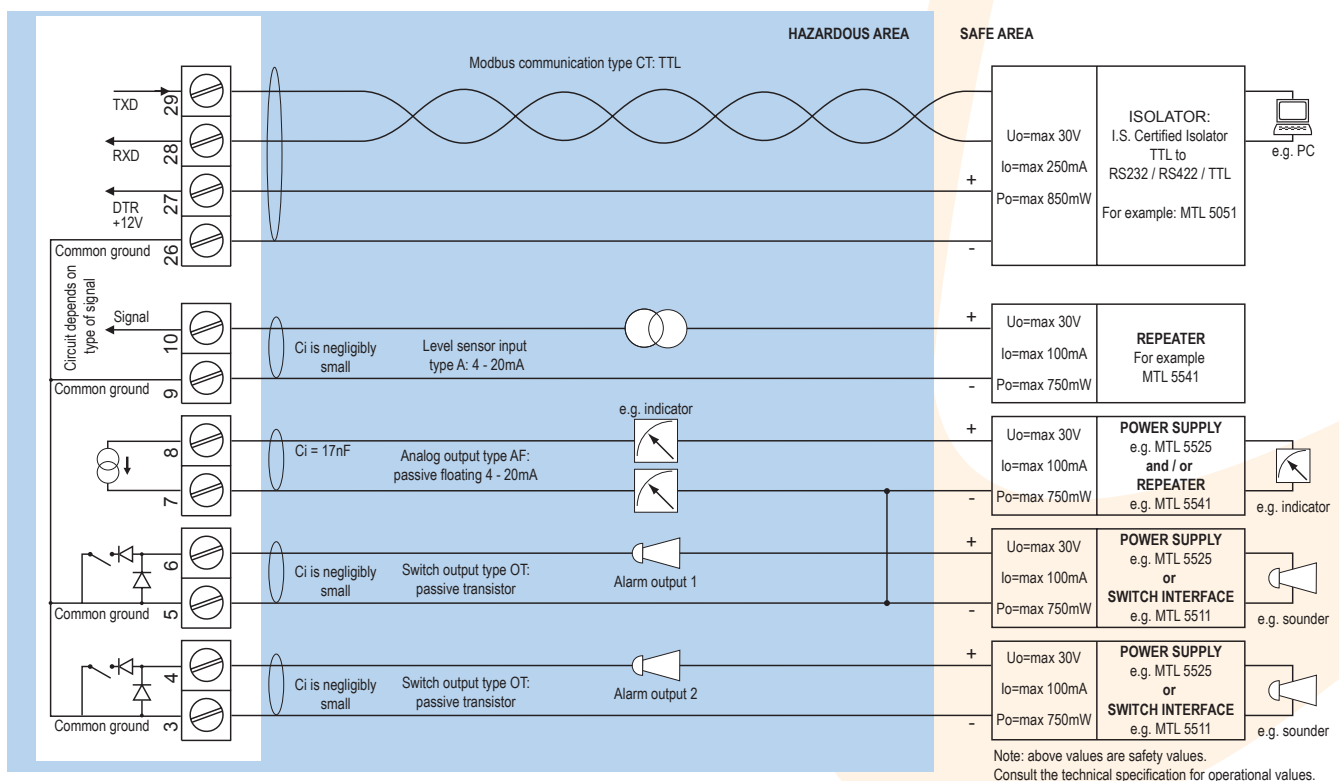 HAZARDOUS AREA
SAFE AREA
Modbus communication type CT: TTL
TXD
29
RXD
28
DTR
+12V
27
Common ground
26
+
-
Uo=max 30V
Io=max 250mA
Po=max 850mW
ISOLATOR:
I.S. Certified Isolator
TTL to
RS232 / RS422 / TTL
For example: MTL 5051
e.g. PC
Circuit depends on
type of signal
Signal
10
Common ground
9
Ci is negligibly
small
Level sensor input
type A: 4 - 20mA
+
-
Uo=max 30V
Io=max 100mA
Po=max 750mW
REPEATER
For example
MTL 5541
8
7
Ci = 17nF
Analog output type AF:
passive floating 4 - 20mA
e.g. indicator
+
-
Uo=max 30V
Io=max 100mA
Po=max 750mW
POWER SUPPLY
e.g. MTL 5525
and / or
REPEATER
e.g. MTL 5541
e.g. indicator
6
Common ground
5
Ci is negligibly
small
Switch output type OT:
passive transistor
Alarm output 1
+
-
Uo=max 30V
Io=max 100mA
Po=max 750mW
POWER SUPPLY
e.g. MTL 5525
or
SWITCH INTERFACE
e.g. MTL 5511
e.g. sounder
4
Common ground
3
Ci is negligibly
small
Switch output type OT:
passive transistor
Alarm output 2
+
-
Uo=max 30V
Io=max 100mA
Po=max 750mW
POWER SUPPLY
e.g. MTL 5525
or
SWITCH INTERFACE
e.g. MTL 5511
e.g. sounder
Note: above values are safety values.
Consult the technical specification for operational values.